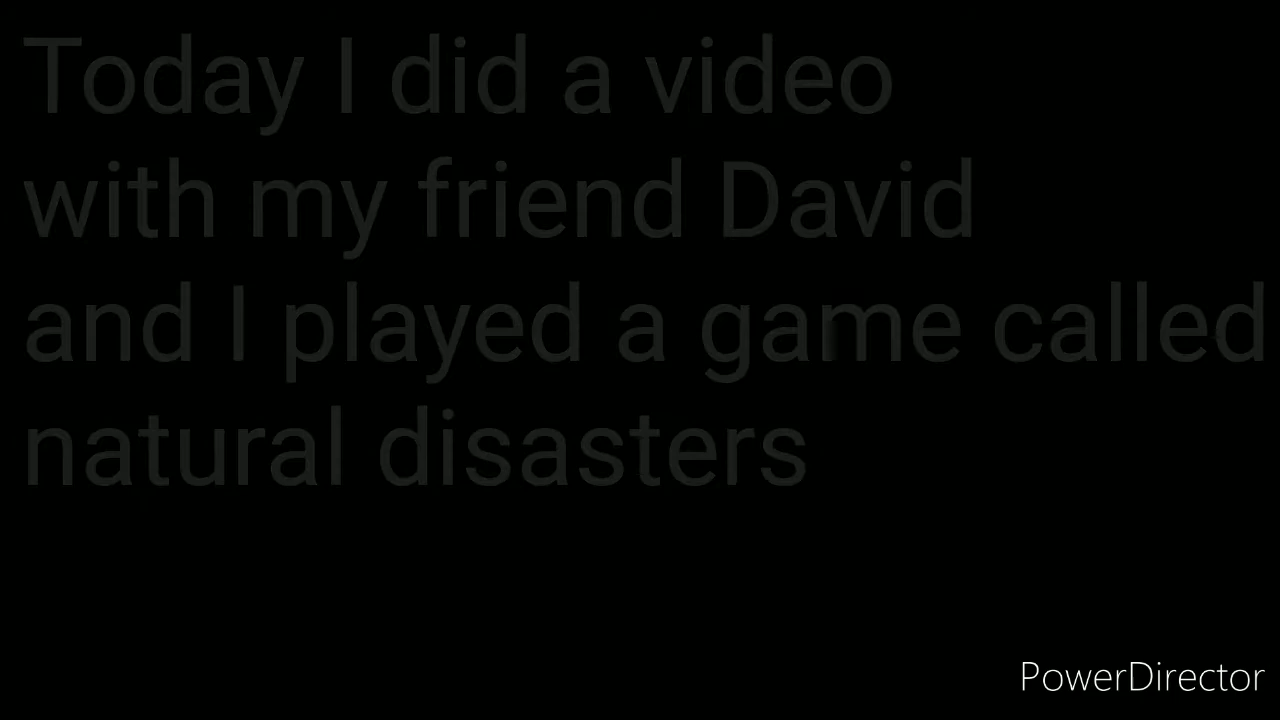 Today I did a video
with my friend David
and I played a game called
natural disasters
PowerDirector